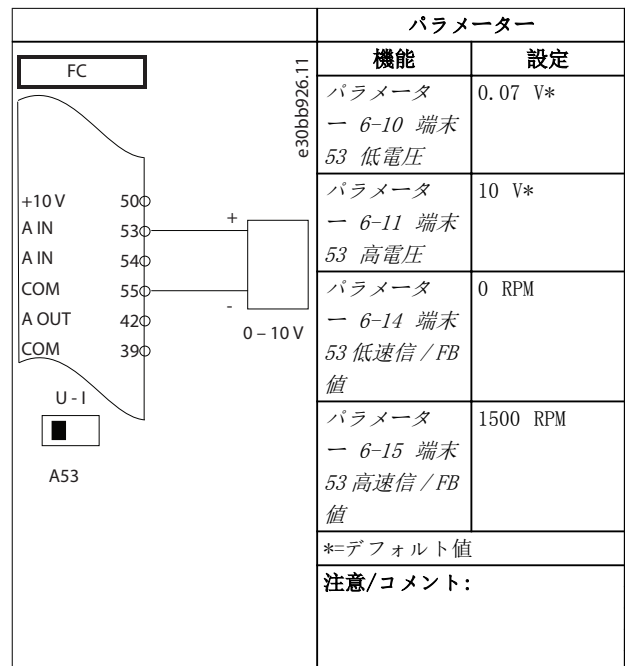 パラメーター
機能 設定
FC
e30bb926.11
+10 V 50
A IN 53
A IN 54
COM 55
A OUT 42
COM 39
+
-
0 – 10 V
U - I
A53
パラメータ
ー 6-10 端末
53 低電圧
0.07 V*
パラメータ
ー 6-11 端末
53 高電圧
10 V*
パラメータ
ー 6-14 端末
53 低速信 / FB
値
0 RPM
パラメータ
ー 6-15 端末
53 高速信 / FB
値
1500 RPM
*=デフォルト値
注意/コメント: